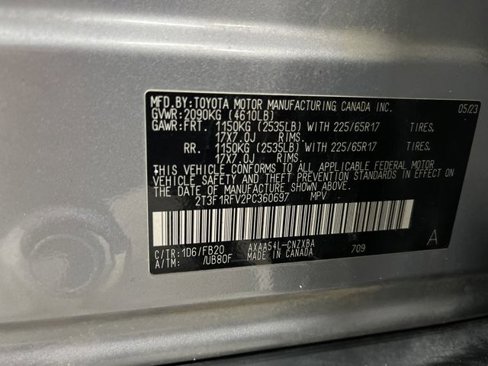 MFD.BY:TOYOTA MOTOR MANUFACTURING CANADA INC. 05/23
GVWR:2090KG (4610LB)
GAWR:FRT. 1150KG (2535LB) WITH 225/65R17 TIRES,
17X7.0J RIMS.
RR. 1150KG (2535LB) WITH 225/65R17 TIRES,
17X7.0J RIMS.
THIS VEHICLE CONFORMS TO ALL APPLICABLE FEDERAL MOTOR
VEHICLE SAFETY AND THEFT PREVENTION STANDARDS IN EFFECT ON
THE DATE OF MANUFACTURE SHOWN ABOVE.
2T3F1RFV2PC360697 MPV
C/TR:1D6/FB20 AXAA54L-CNZXBA 709 A
A/TM: /UB80F MADE IN CANADA